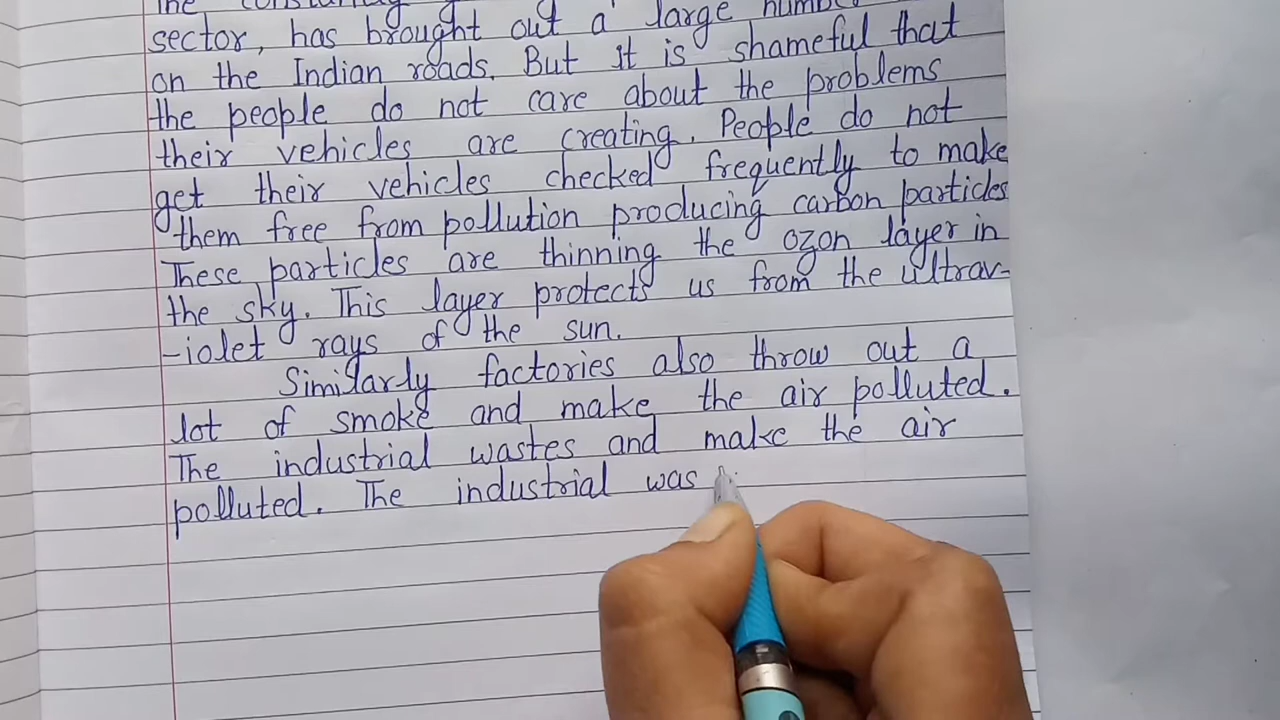 the constantly
sector, has brought out a large number
on the Indian roads. But it is shameful that
the people do not care about the problems
their vehicles are creating. People do not
get their vehicles checked frequently to make
them free from pollution producing carbon particles
These particles are thinning the ozon layer in
the sky. This layer protects us from the ultrav-
-iolet rays of the sun.
Similarly factories also throw out a
lot of smoke and make the air polluted.
The industrial wastes and make the air
polluted. The industrial was